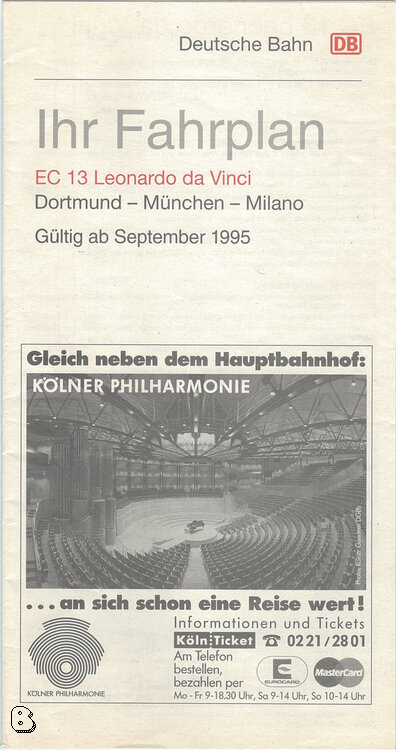 Deutsche Bahn DB
Ihr Fahrplan
EC 13 Leonardo da Vinci
Dortmund – München – Milano
Gültig ab September 1995
Gleich neben dem Hauptbahnhof:
KÖLNER PHILHARMONIE
...an sich schon eine Reise wert!
Informationen und Tickets
KölnTicket ☎ 0221/2801
Am Telefon
bestellen,
bezahlen per
EUROCARD
MasterCard
Mo - Fr 9-18.30 Uhr, Sa 9-14 Uhr, So 10-14 Uhr
KÖLNER PHILHARMONIE
B